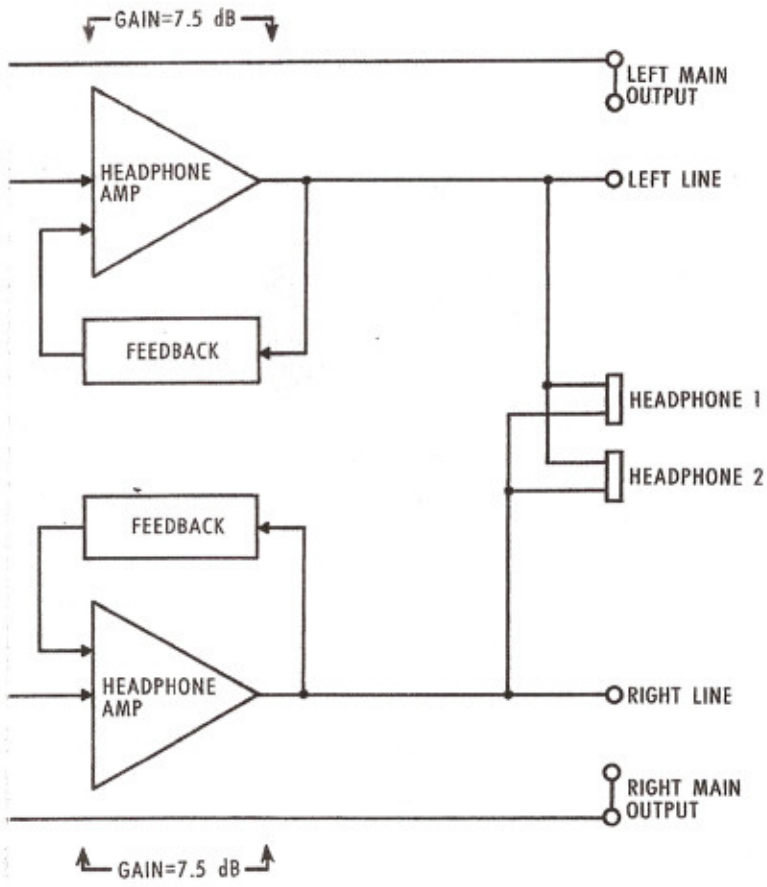 GAIN=7.5 dB
LEFT MAIN
OUTPUT
HEADPHONE
AMP
LEFT LINE
FEEDBACK
HEADPHONE 1
HEADPHONE 2
FEEDBACK
HEADPHONE
AMP
RIGHT LINE
RIGHT MAIN
OUTPUT
GAIN=7.5 dB